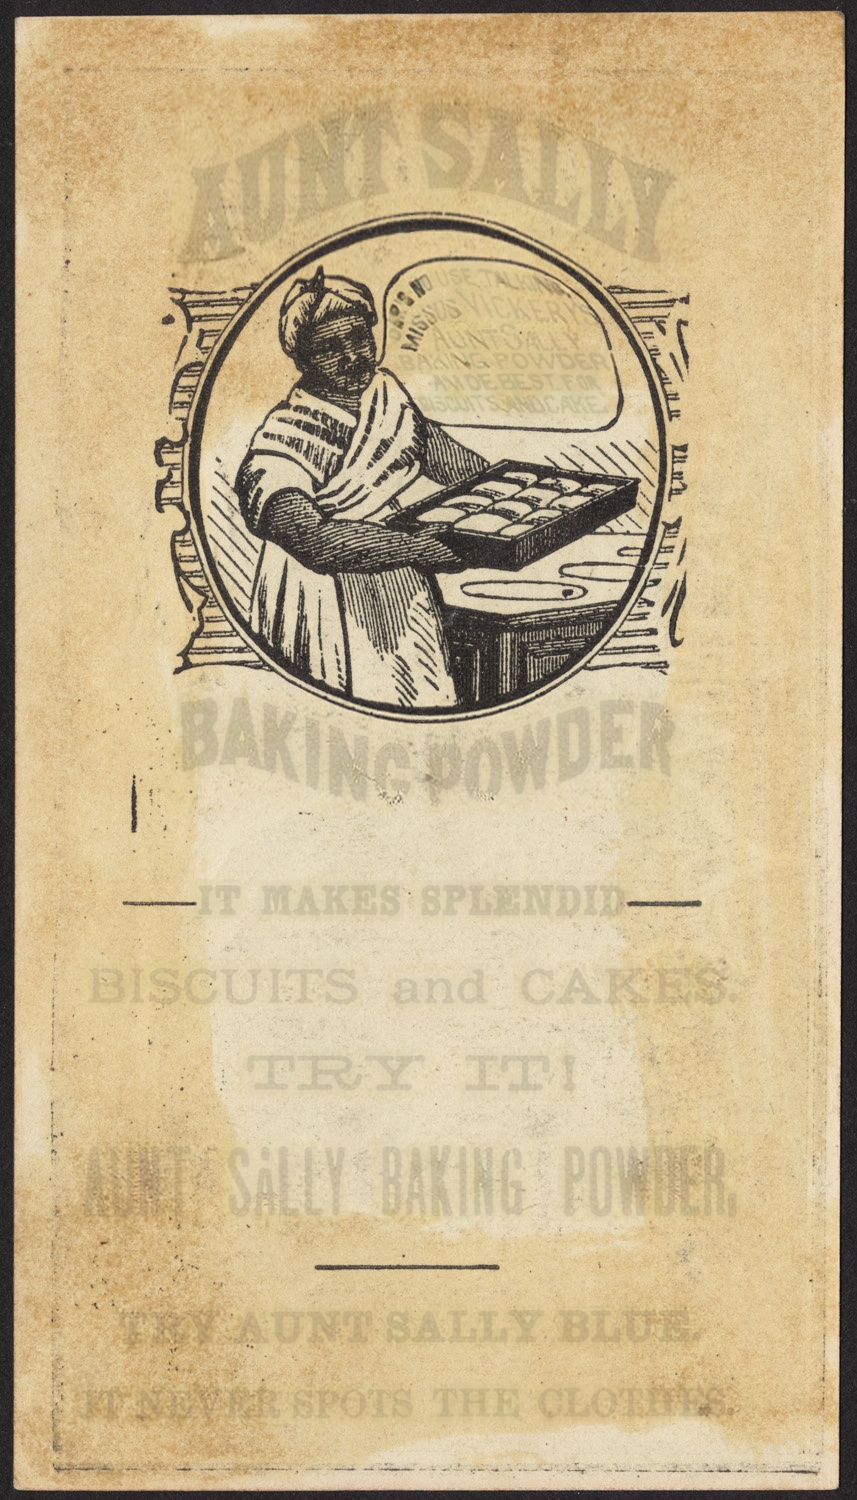 AUNT SALLY
NO USE TALKING,
MISSUS VICKERY'S
AUNT SALLY
BAKING POWDER
AM DE BEST FOR
BISCUITS AND CAKE.
BAKING POWDER
IT MAKES SPLENDID
BISCUITS and CAKES.
TRY IT!
AUNT SALLY BAKING POWDER.
TRY AUNT SALLY BLUE.
IT NEVER SPOTS THE CLOTHES.